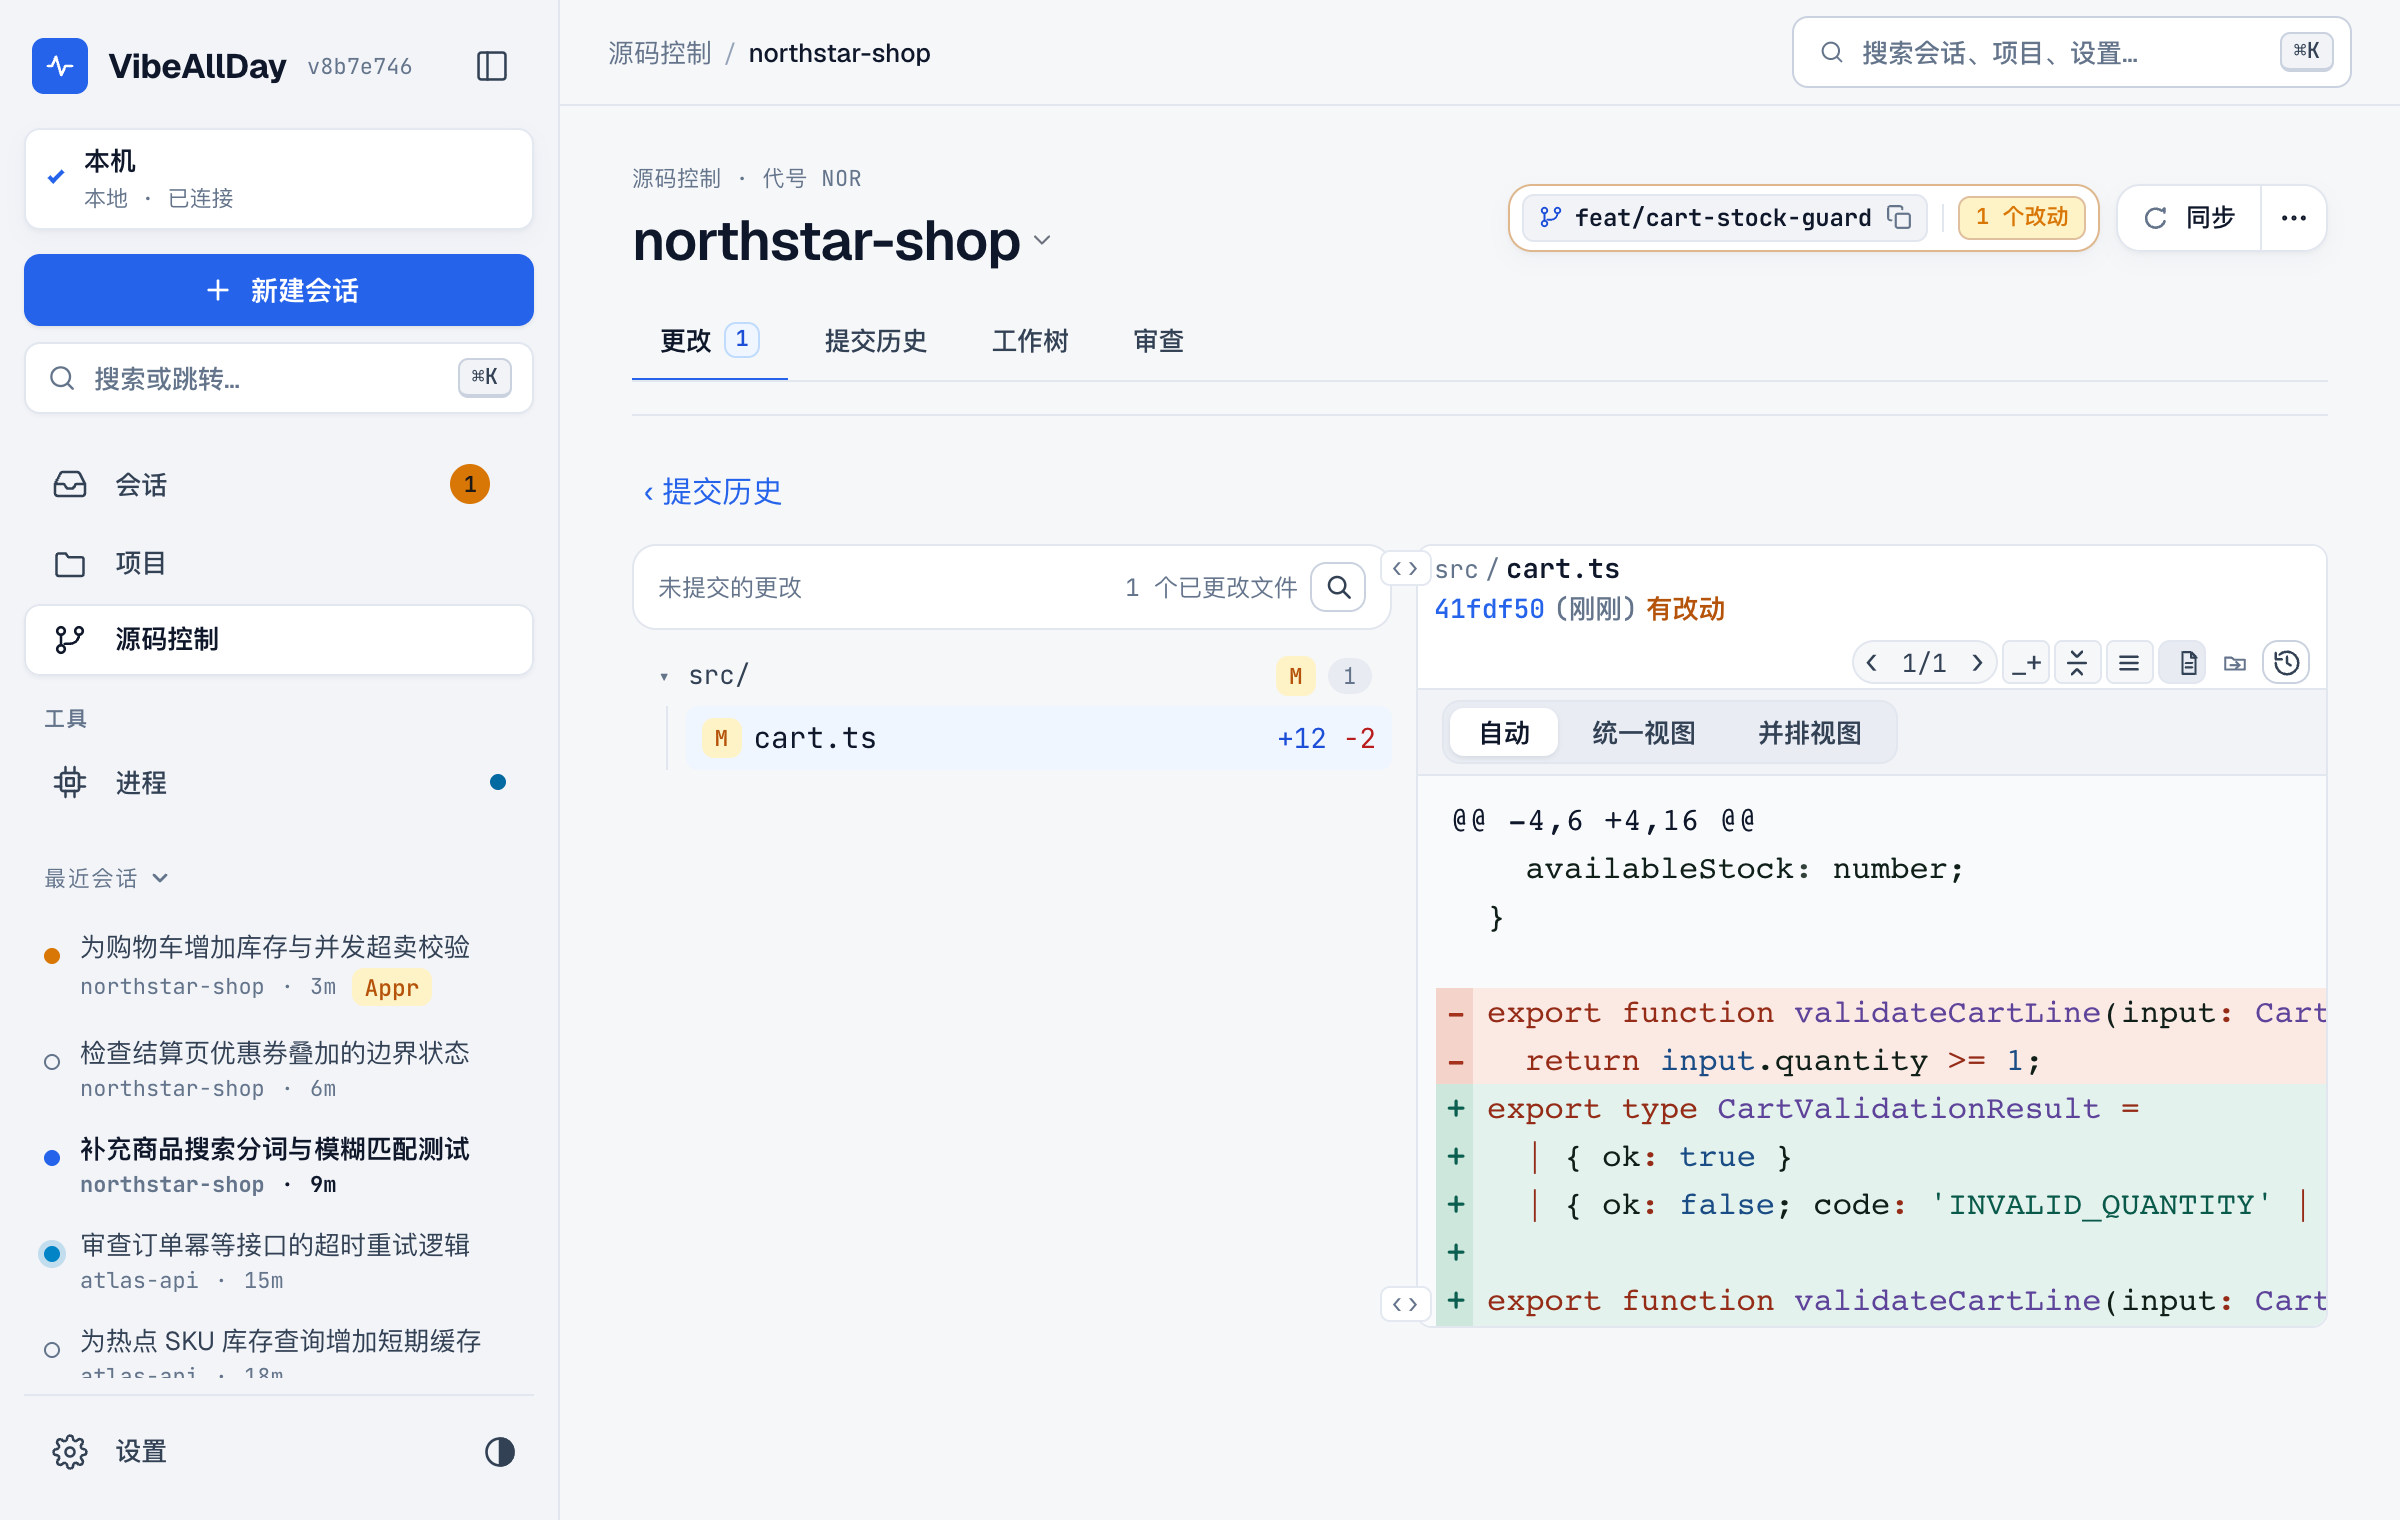 VibeAllDay v8b7e746
本机
本地 · 已连接
新建会话
搜索或跳转... ⌘K
会话 1
项目
源码控制
工具
进程
最近会话
为购物车增加库存与并发超卖校验
northstar-shop · 3m Appr
检查结算页优惠券叠加的边界状态
northstar-shop · 6m
补充商品搜索分词与模糊匹配测试
northstar-shop · 9m
审查订单幂等接口的超时重试逻辑
atlas-api · 15m
为热点 SKU 库存查询增加短期缓存
atlas-api · 18m
设置
源码控制 / northstar-shop
搜索会话、项目、设置... ⌘K
源码控制 · 代号 NOR
northstar-shop
feat/cart-stock-guard 1 个改动 同步
更改 1 提交历史 工作树 审查
‹ 提交历史
未提交的更改 1 个已更改文件
src/ M 1
M cart.ts +12 -2
src / cart.ts
41fdf50 (刚刚) 有改动
1/1 _+
自动 统一视图 并排视图
@@ -4,6 +4,16 @@
availableStock: number;
}
- export function validateCartLine(input: Cart
- return input.quantity >= 1;
+ export type CartValidationResult =
+ | { ok: true }
+ | { ok: false; code: 'INVALID_QUANTITY' |
+
+ export function validateCartLine(input: Cart